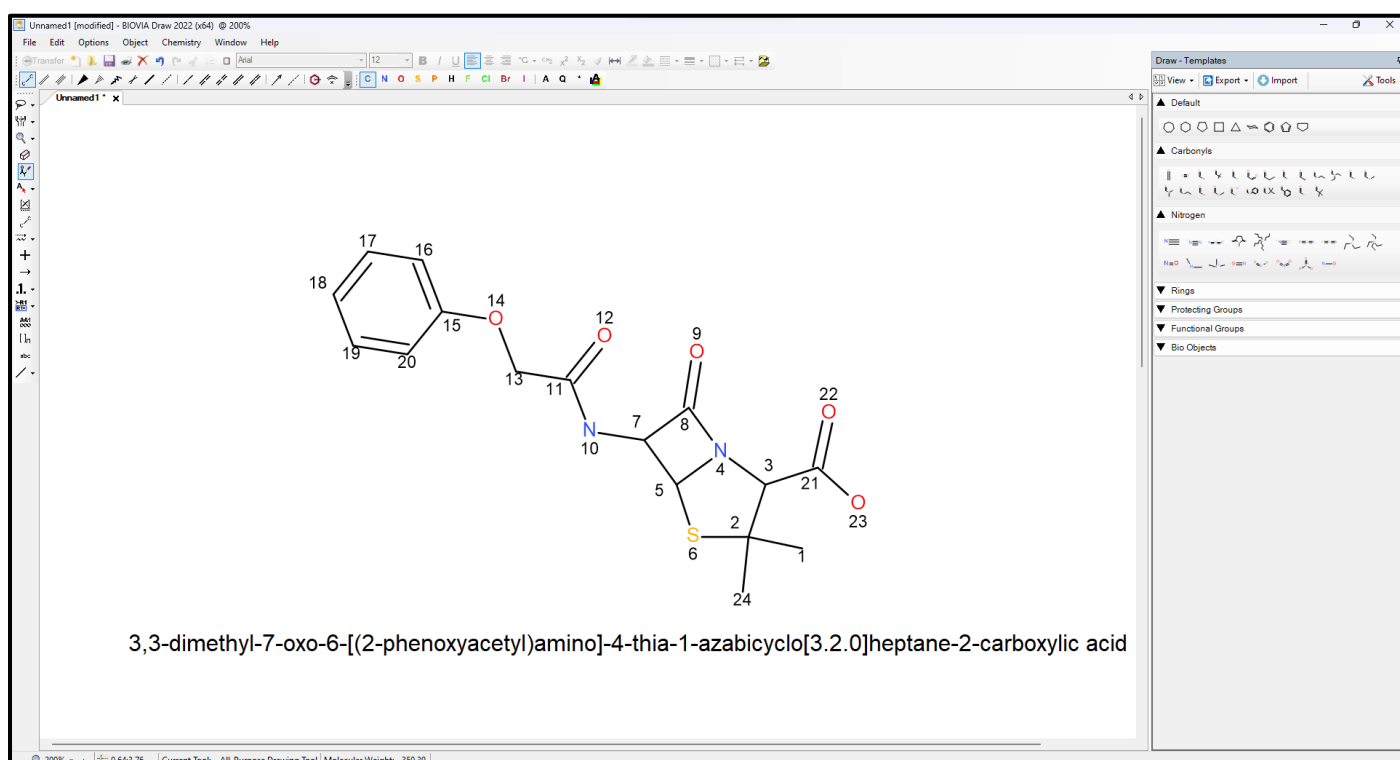 Unnamed1 [modified] - BIOVIA Draw 2022 (x64) @ 200%
File Edit Options Object Chemistry Window Help
Transfer Arial 12 B I U
C N O S P H F Cl Br I A Q *
Unnamed1 *
Draw - Templates
View Export Import Tools
Default
Carbonyls
Nitrogen
Rings
Protecting Groups
Functional Groups
Bio Objects
17
16
18
14
O
15
12
O
9
O
19
20
13
11
22
O
N
10
7
8
N
4
3
21
5
O
23
2
S
6
1
24
3,3-dimethyl-7-oxo-6-[(2-phenoxyacetyl)amino]-4-thia-1-azabicyclo[3.2.0]heptane-2-carboxylic acid